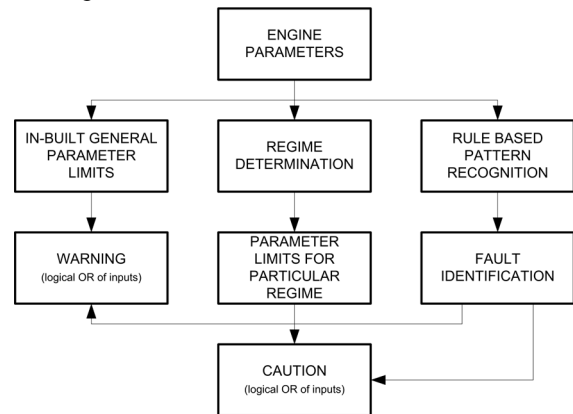 ENGINE
PARAMETERS
IN-BUILT GENERAL
PARAMETER
LIMITS
REGIME
DETERMINATION
RULE BASED
PATTERN
RECOGNITION
WARNING
(logical OR of inputs)
PARAMETER
LIMITS FOR
PARTICULAR
REGIME
FAULT
IDENTIFICATION
CAUTION
(logical OR of inputs)